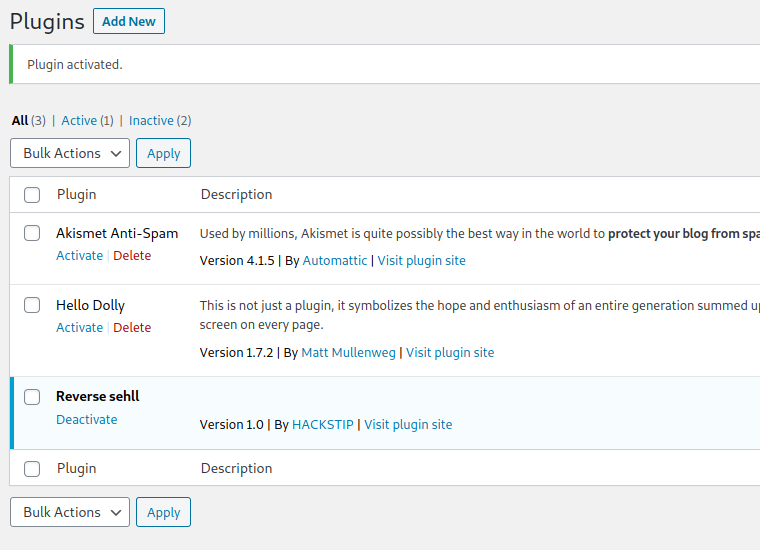 Plugins Add New
Plugin activated.
All (3) | Active (1) | Inactive (2)
Bulk Actions Apply
Plugin Description
Akismet Anti-Spam Used by millions, Akismet is quite possibly the best way in the world to protect your blog from spa
Activate | Delete
Version 4.1.5 | By Automattic | Visit plugin site
Hello Dolly This is not just a plugin, it symbolizes the hope and enthusiasm of an entire generation summed up
Activate | Delete screen on every page.
Version 1.7.2 | By Matt Mullenweg | Visit plugin site
Reverse sehll
Deactivate
Version 1.0 | By HACKSTIP | Visit plugin site
Plugin Description
Bulk Actions Apply